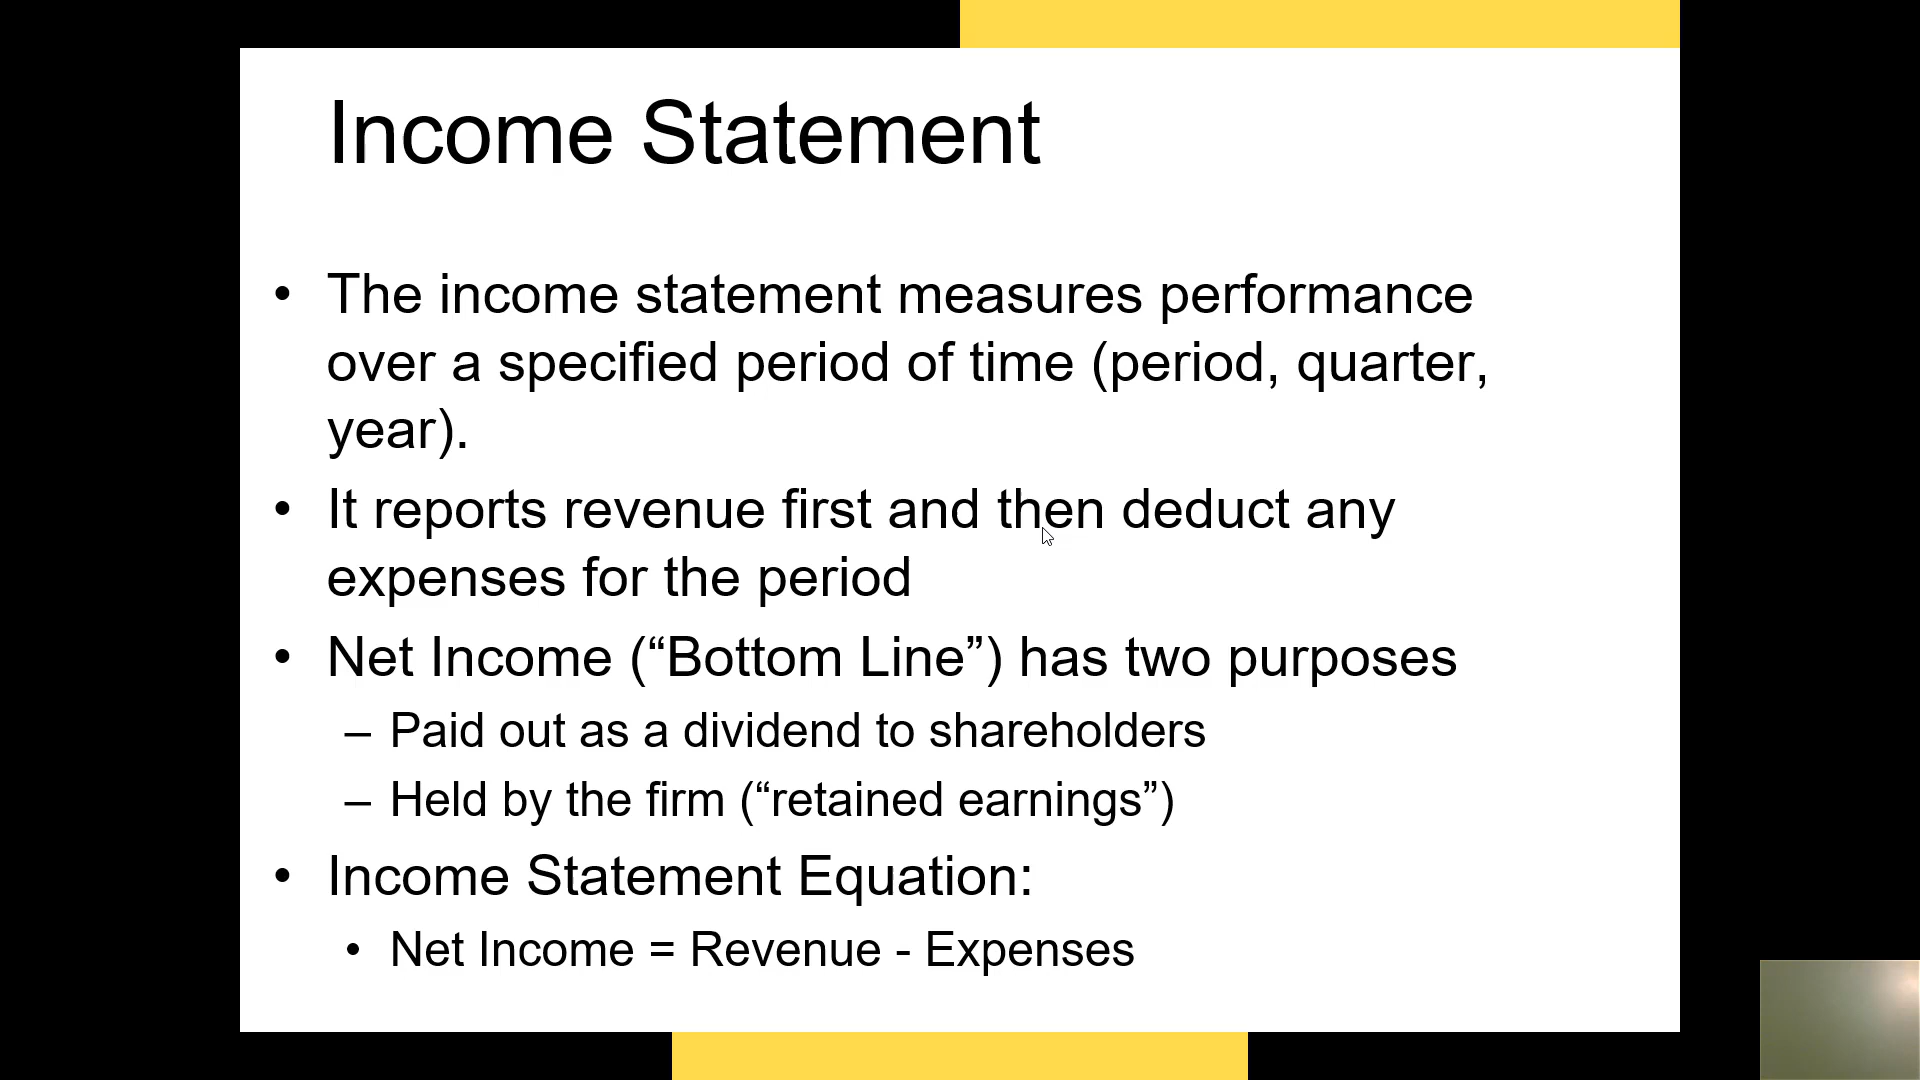 Income Statement
• The income statement measures performance
over a specified period of time (period, quarter,
year).
• It reports revenue first and then deduct any
expenses for the period
• Net Income (“Bottom Line”) has two purposes
– Paid out as a dividend to shareholders
– Held by the firm (“retained earnings”)
• Income Statement Equation:
• Net Income = Revenue - Expenses